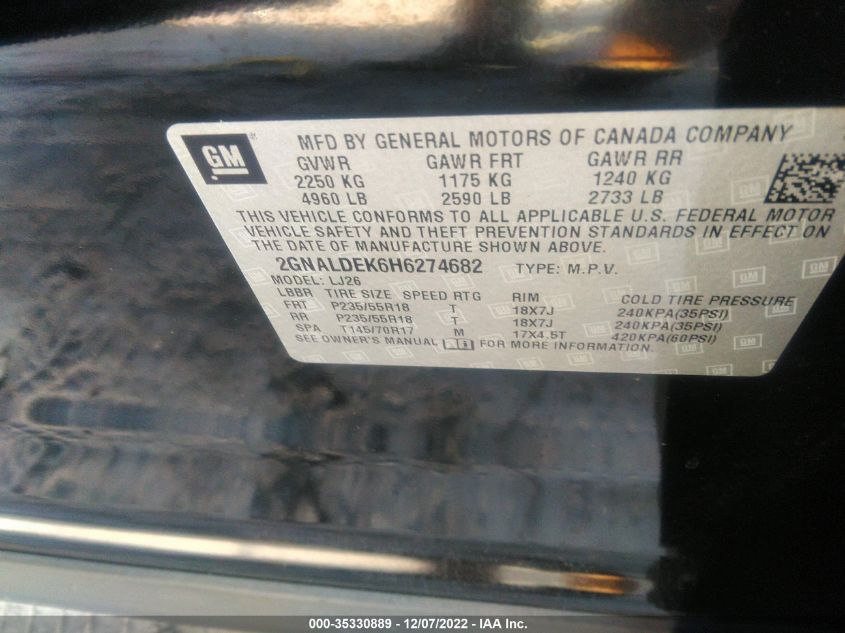 GM ®
MFD BY GENERAL MOTORS OF CANADA COMPANY
GVWR GAWR FRT GAWR RR
2250 KG 1175 KG 1240 KG
4960 LB 2590 LB 2733 LB
THIS VEHICLE CONFORMS TO ALL APPLICABLE U.S. FEDERAL MOTOR
VEHICLE SAFETY AND THEFT PREVENTION STANDARDS IN EFFECT ON
THE DATE OF MANUFACTURE SHOWN ABOVE.
2GNALDEK6H6274682 TYPE: M.P.V.
MODEL: LJ26
LBBR TIRE SIZE SPEED RTG RIM COLD TIRE PRESSURE
FRT P235/55R18 T 18X7J 240KPA(35PSI)
RR P235/55R18 T 18X7J 240KPA(35PSI)
SPA T145/70R17 M 17X4.5T 420KPA(60PSI)
SEE OWNER'S MANUAL FOR MORE INFORMATION.
000-35330889 - 12/07/2022 - IAA Inc.